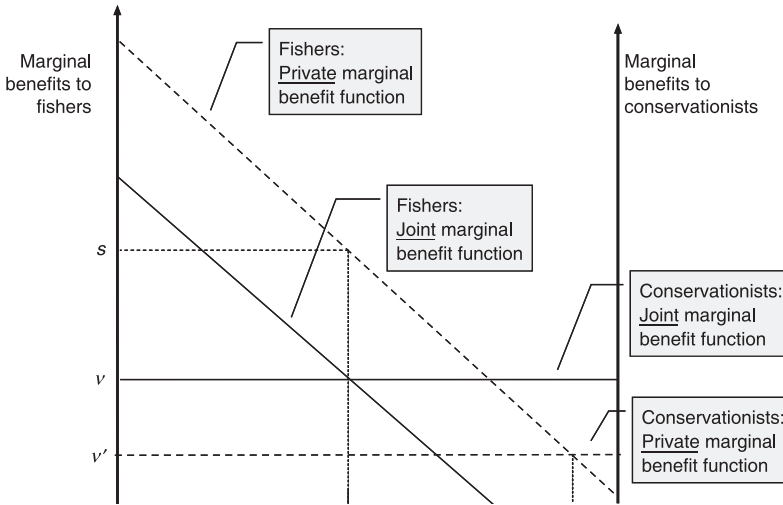 Marginal
benefits to
fishers
Fishers:
Private marginal
benefit function
Marginal
benefits to
conservationists
Fishers:
Joint marginal
benefit function
s
Conservationists:
Joint marginal
benefit function
v
Conservationists:
Private marginal
benefit function
v'